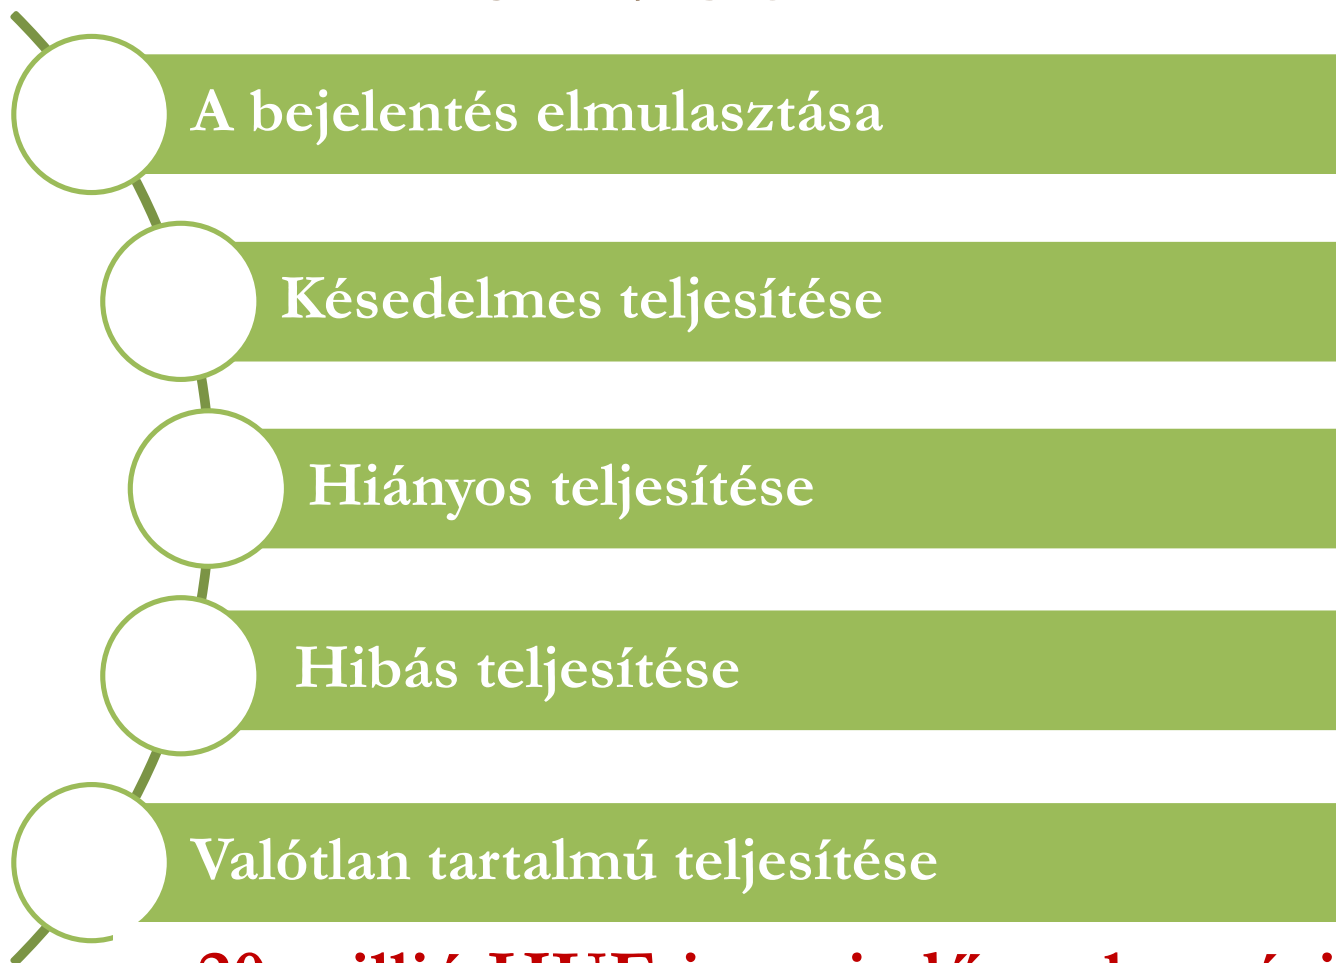 A bejelentés elmulasztása
Késedelmes teljesítése
Hiányos teljesítése
Hibás teljesítése
Valótlan tartalmú teljesítése